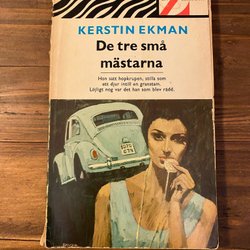 Z
KERSTIN EKMAN
De tre små
mästarna
Hon satt hopkrupen, stilla som
ett djur intill en granstam.
Löjligt nog var det han som blev rädd.